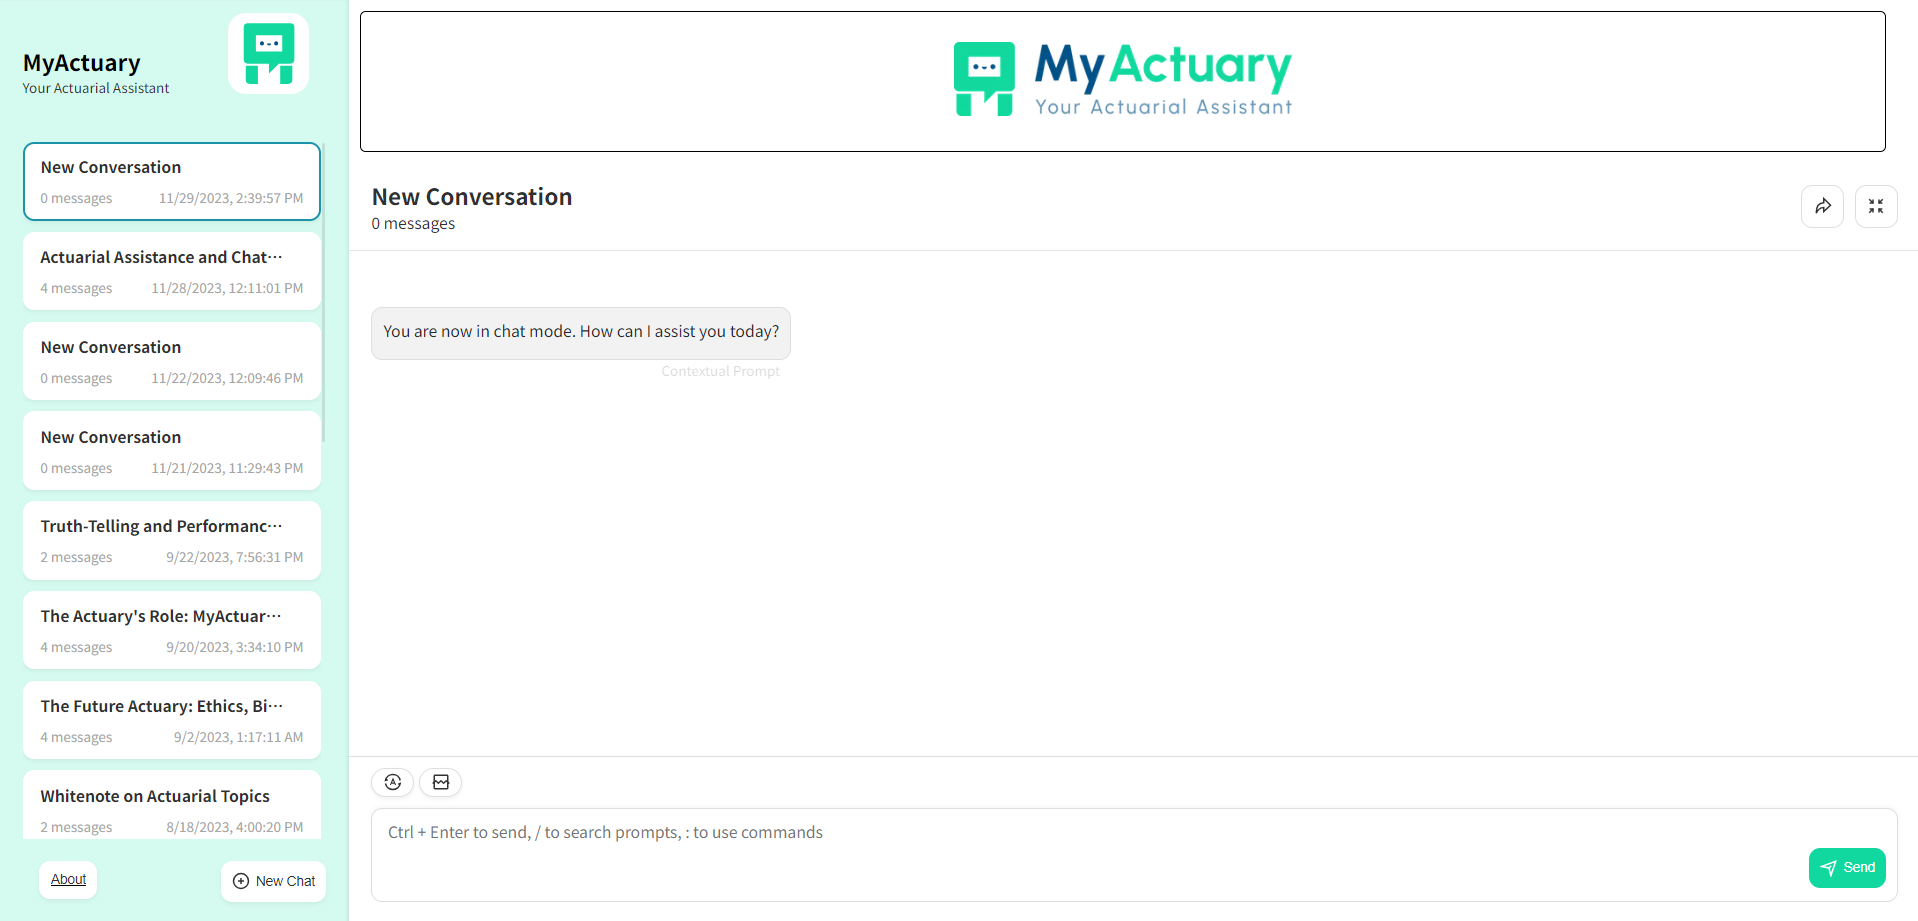 MyActuary
Your Actuarial Assistant
New Conversation
0 messages 11/29/2023, 2:39:57 PM
Actuarial Assistance and Chat···
4 messages 11/28/2023, 12:11:01 PM
New Conversation
0 messages 11/22/2023, 12:09:46 PM
New Conversation
0 messages 11/21/2023, 11:29:43 PM
Truth-Telling and Performanc···
2 messages 9/22/2023, 7:56:31 PM
The Actuary's Role: MyActuar···
4 messages 9/20/2023, 3:34:10 PM
The Future Actuary: Ethics, Bi···
4 messages 9/2/2023, 1:17:11 AM
Whitenote on Actuarial Topics
2 messages 8/18/2023, 4:00:20 PM
About
New Chat
MyActuary
Your Actuarial Assistant
New Conversation
0 messages
You are now in chat mode. How can I assist you today?
Contextual Prompt
A
Ctrl + Enter to send, / to search prompts, : to use commands
Send